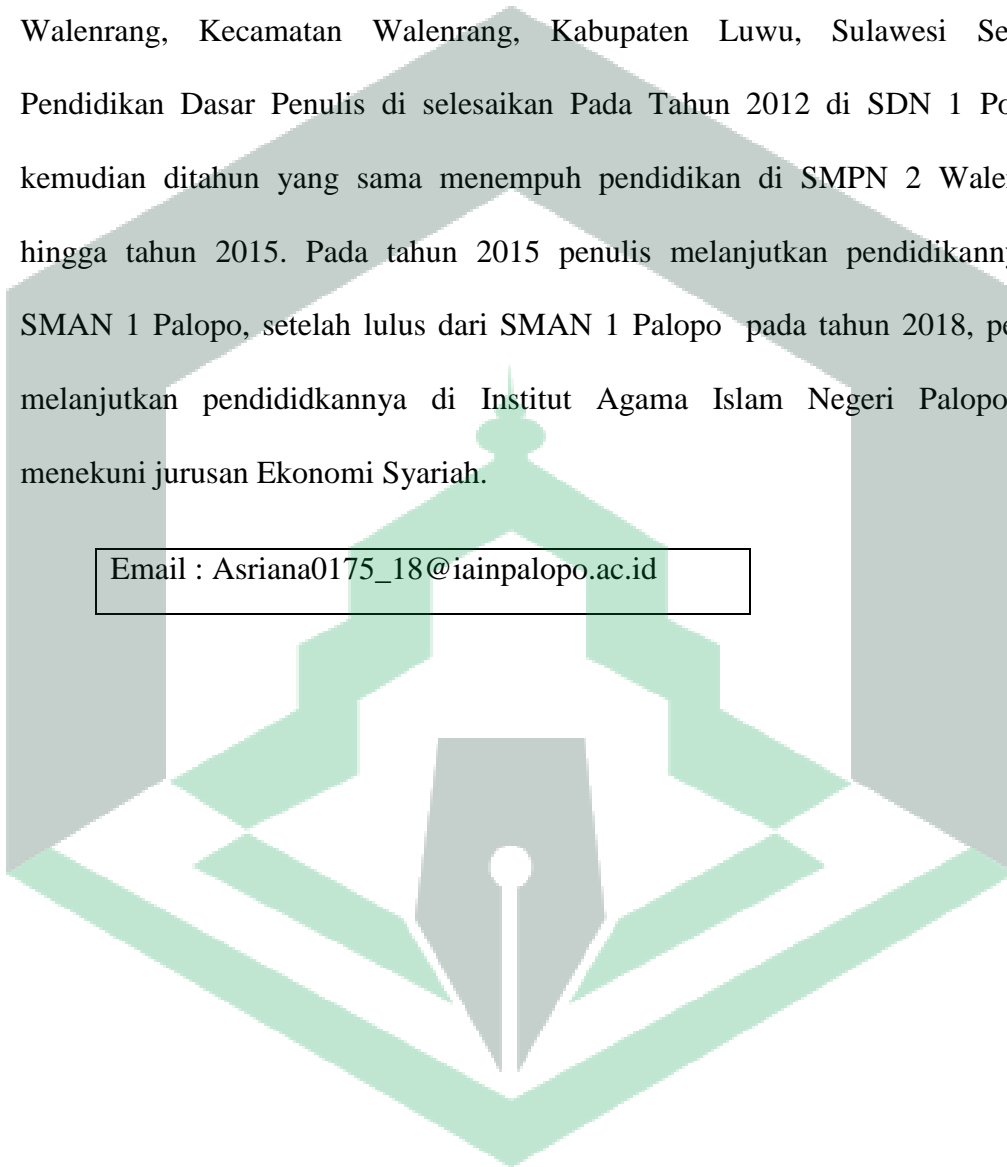 Walenrang, Kecamatan Walenrang, Kabupaten Luwu, Sulawesi
Pendidikan Dasar Penulis di selesaikan Pada Tahun 2012 di SDN 1
kemudian ditahun yang sama menempuh pendidikan di SMPN 2
hingga tahun 2015. Pada tahun 2015 penulis melanjutkan
SMAN 1 Palopo, setelah lulus dari SMAN 1 Palopo pada tahun 2018,
melanjutkan pendididkannya di Institut Agama Islam Negeri Palopo
menekuni jurusan Ekonomi Syariah.
Email : Asriana0175_18@iainpalopo.ac.id